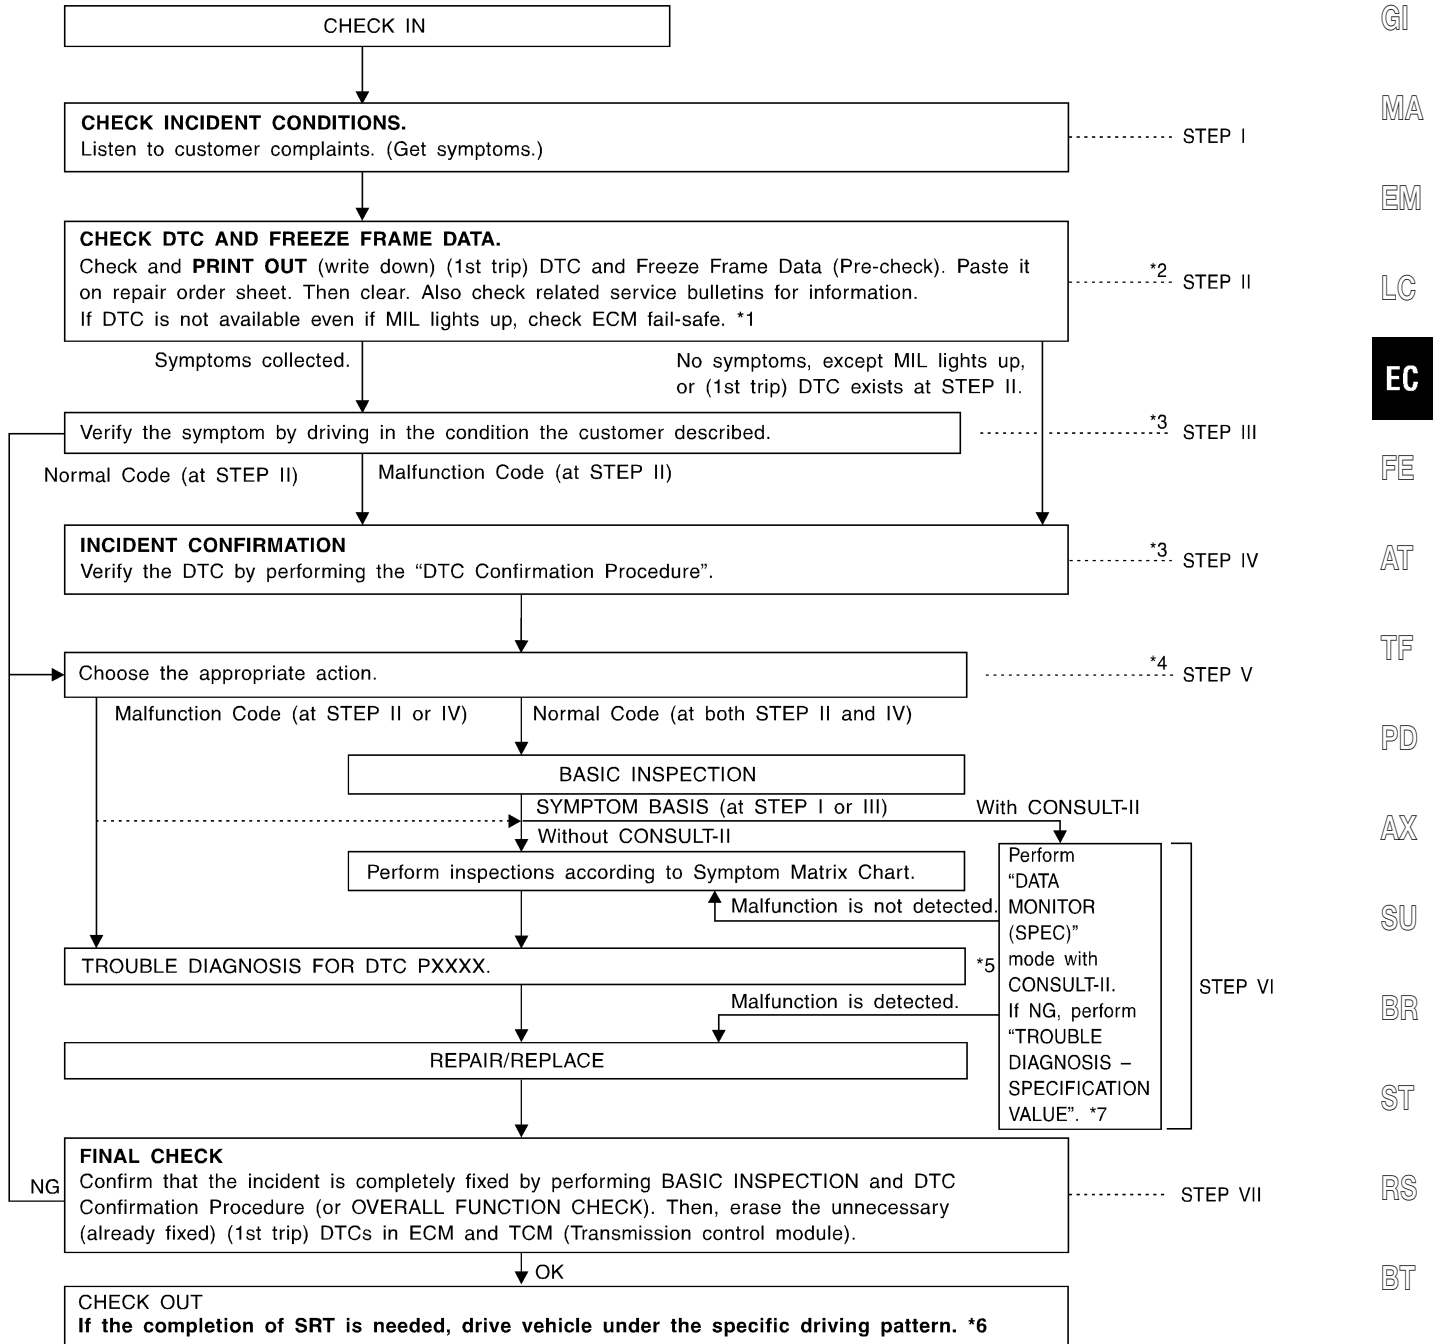 CHECK IN
GI
MA
CHECK INCIDENT CONDITIONS.
Listen to customer complaints. (Get symptoms.)
STEP I
EM
CHECK DTC AND FREEZE FRAME DATA.
Check and PRINT OUT (write down) (1st trip) DTC and Freeze Frame Data (Pre-check). Paste it
on repair order sheet. Then clear. Also check related service bulletins for information.
If DTC is not available even if MIL lights up, check ECM fail-safe. *1
*2
STEP II
LC
Symptoms collected.
No symptoms, except MIL lights up,
or (1st trip) DTC exists at STEP II.
EC
Verify the symptom by driving in the condition the customer described.
*3
STEP III
Normal Code (at STEP II)
Malfunction Code (at STEP II)
FE
INCIDENT CONFIRMATION
Verify the DTC by performing the “DTC Confirmation Procedure”.
*3
STEP IV
AT
TF
Choose the appropriate action.
*4
STEP V
Malfunction Code (at STEP II or IV)
Normal Code (at both STEP II and IV)
PD
BASIC INSPECTION
SYMPTOM BASIS (at STEP I or III)
With CONSULT-II
Without CONSULT-II
AX
Perform inspections according to Symptom Matrix Chart.
Malfunction is not detected.
Perform
“DATA
MONITOR
(SPEC)”
mode with
CONSULT-II.
If NG, perform
“TROUBLE
DIAGNOSIS –
SPECIFICATION
VALUE”. *7
STEP VI
SU
TROUBLE DIAGNOSIS FOR DTC PXXXX.
*5
Malfunction is detected.
BR
REPAIR/REPLACE
ST
FINAL CHECK
Confirm that the incident is completely fixed by performing BASIC INSPECTION and DTC
Confirmation Procedure (or OVERALL FUNCTION CHECK). Then, erase the unnecessary
(already fixed) (1st trip) DTCs in ECM and TCM (Transmission control module).
NG
STEP VII
RS
OK
BT
CHECK OUT
If the completion of SRT is needed, drive vehicle under the specific driving pattern. *6